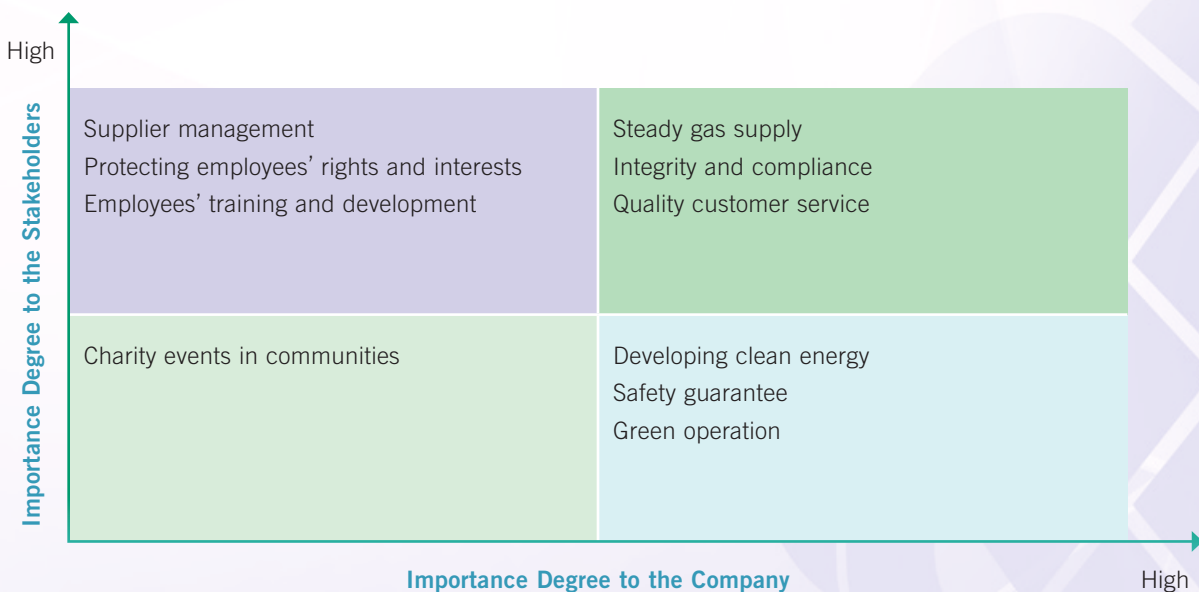 High
Importance Degree to the Stakeholders
Supplier management
Protecting employees’ rights and interests
Employees’ training and development
Steady gas supply
Integrity and compliance
Quality customer service
Charity events in communities
Developing clean energy
Safety guarantee
Green operation
Importance Degree to the Company
High